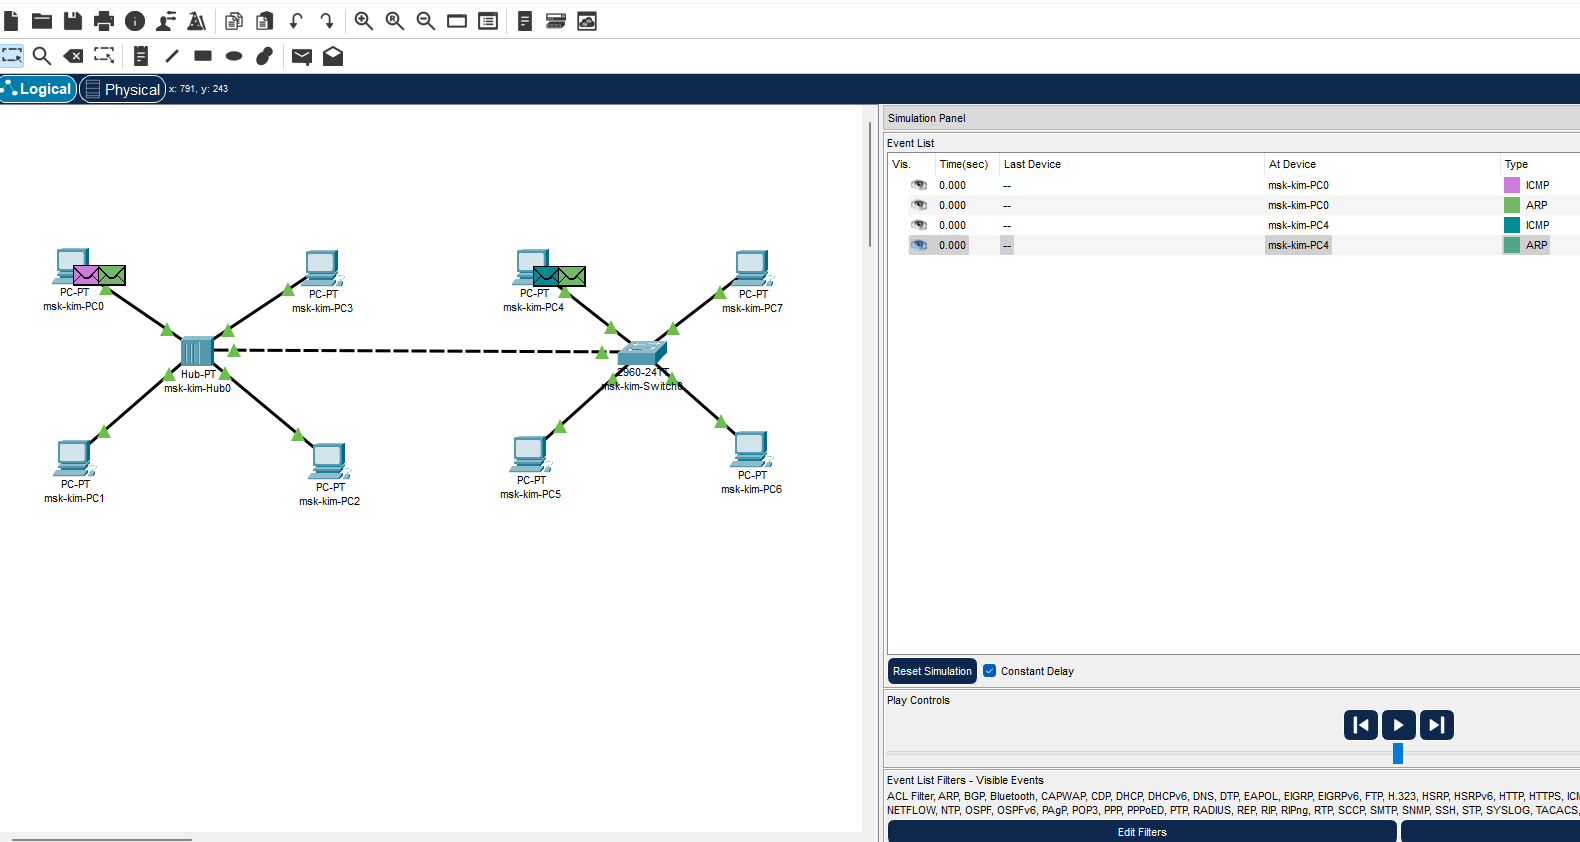 Logical
Physical
x: 791, y: 243
Simulation Panel
Event List
Vis. Time(sec) Last Device At Device Type
0.000 -- msk-kim-PC0 ICMP
0.000 -- msk-kim-PC0 ARP
0.000 -- msk-kim-PC4 ICMP
0.000 -- msk-kim-PC4 ARP
PC-PT
msk-kim-PC0
PC-PT
msk-kim-PC3
PC-PT
msk-kim-PC4
PC-PT
msk-kim-PC7
Hub-PT
msk-kim-Hub0
2960-24TT
msk-kim-Switch0
PC-PT
msk-kim-PC1
PC-PT
msk-kim-PC2
PC-PT
msk-kim-PC5
PC-PT
msk-kim-PC6
Reset Simulation
Constant Delay
Play Controls
Event List Filters - Visible Events
ACL Filter, ARP, BGP, Bluetooth, CAPWAP, CDP, DHCP, DHCPv6, DNS, DTP, EAPOL, EIGRP, EIGRPv6, FTP, H.323, HSRP, HSRPv6, HTTP, HTTPS,
NETFLOW, NTP, OSPF, OSPFv6, PAgP, POP3, PPP, PPPoED, PTP, RADIUS, REP, RIP, RIPng, RTP, SCCP, SMTP, SNMP, SSH, STP, SYSLOG, TACACS,
Edit Filters